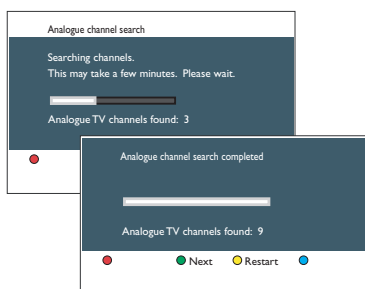 Analogue channel search
Searching channels.
This may take a few minutes. Please wait.
Analogue TV channels found: 3
Analogue channel search completed
Analogue TV channels found: 9
Next Restart